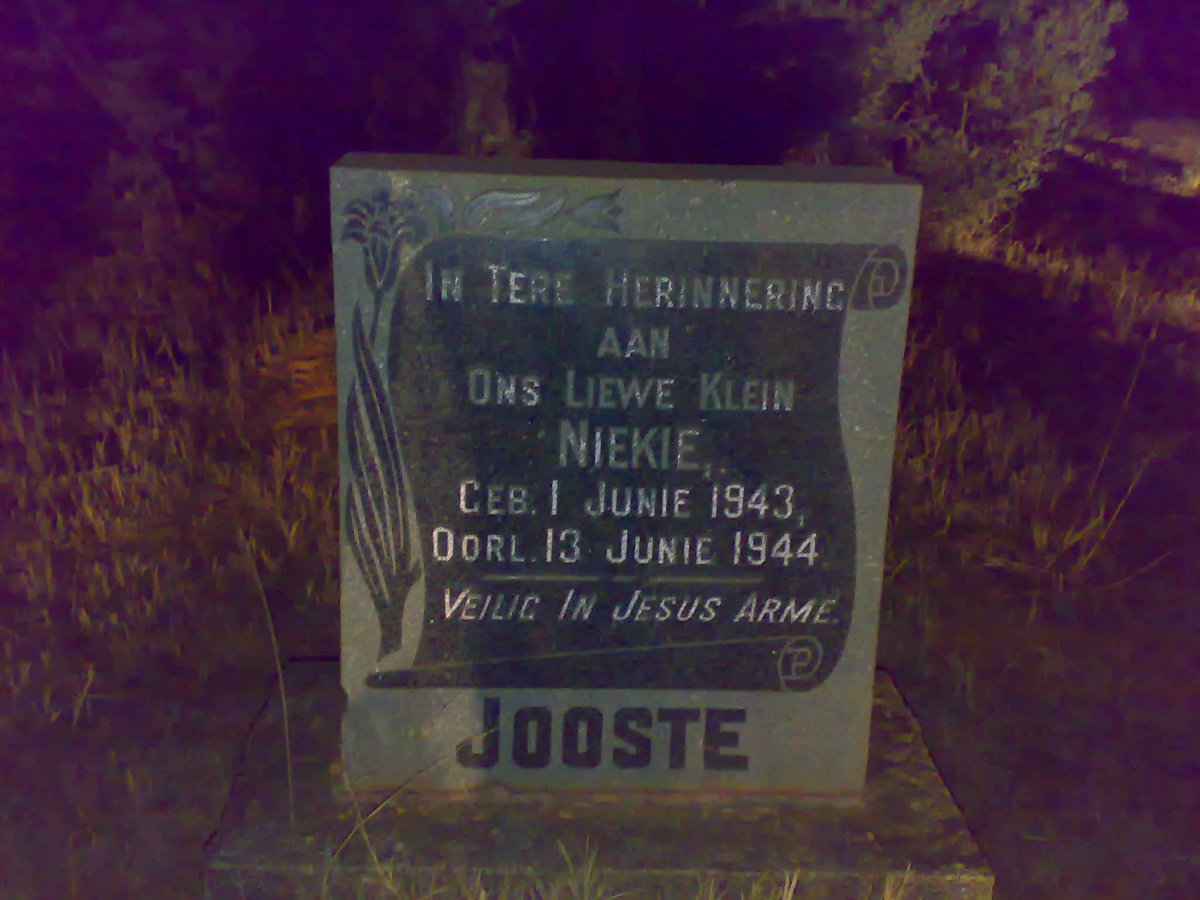 In Tere Herinnering
aan
Ons Liewe Klein
Niekie,
Geb. 1 Junie 1943,
Oorl. 13 Junie 1944.
Veilig In Jesus Arme.
Jooste